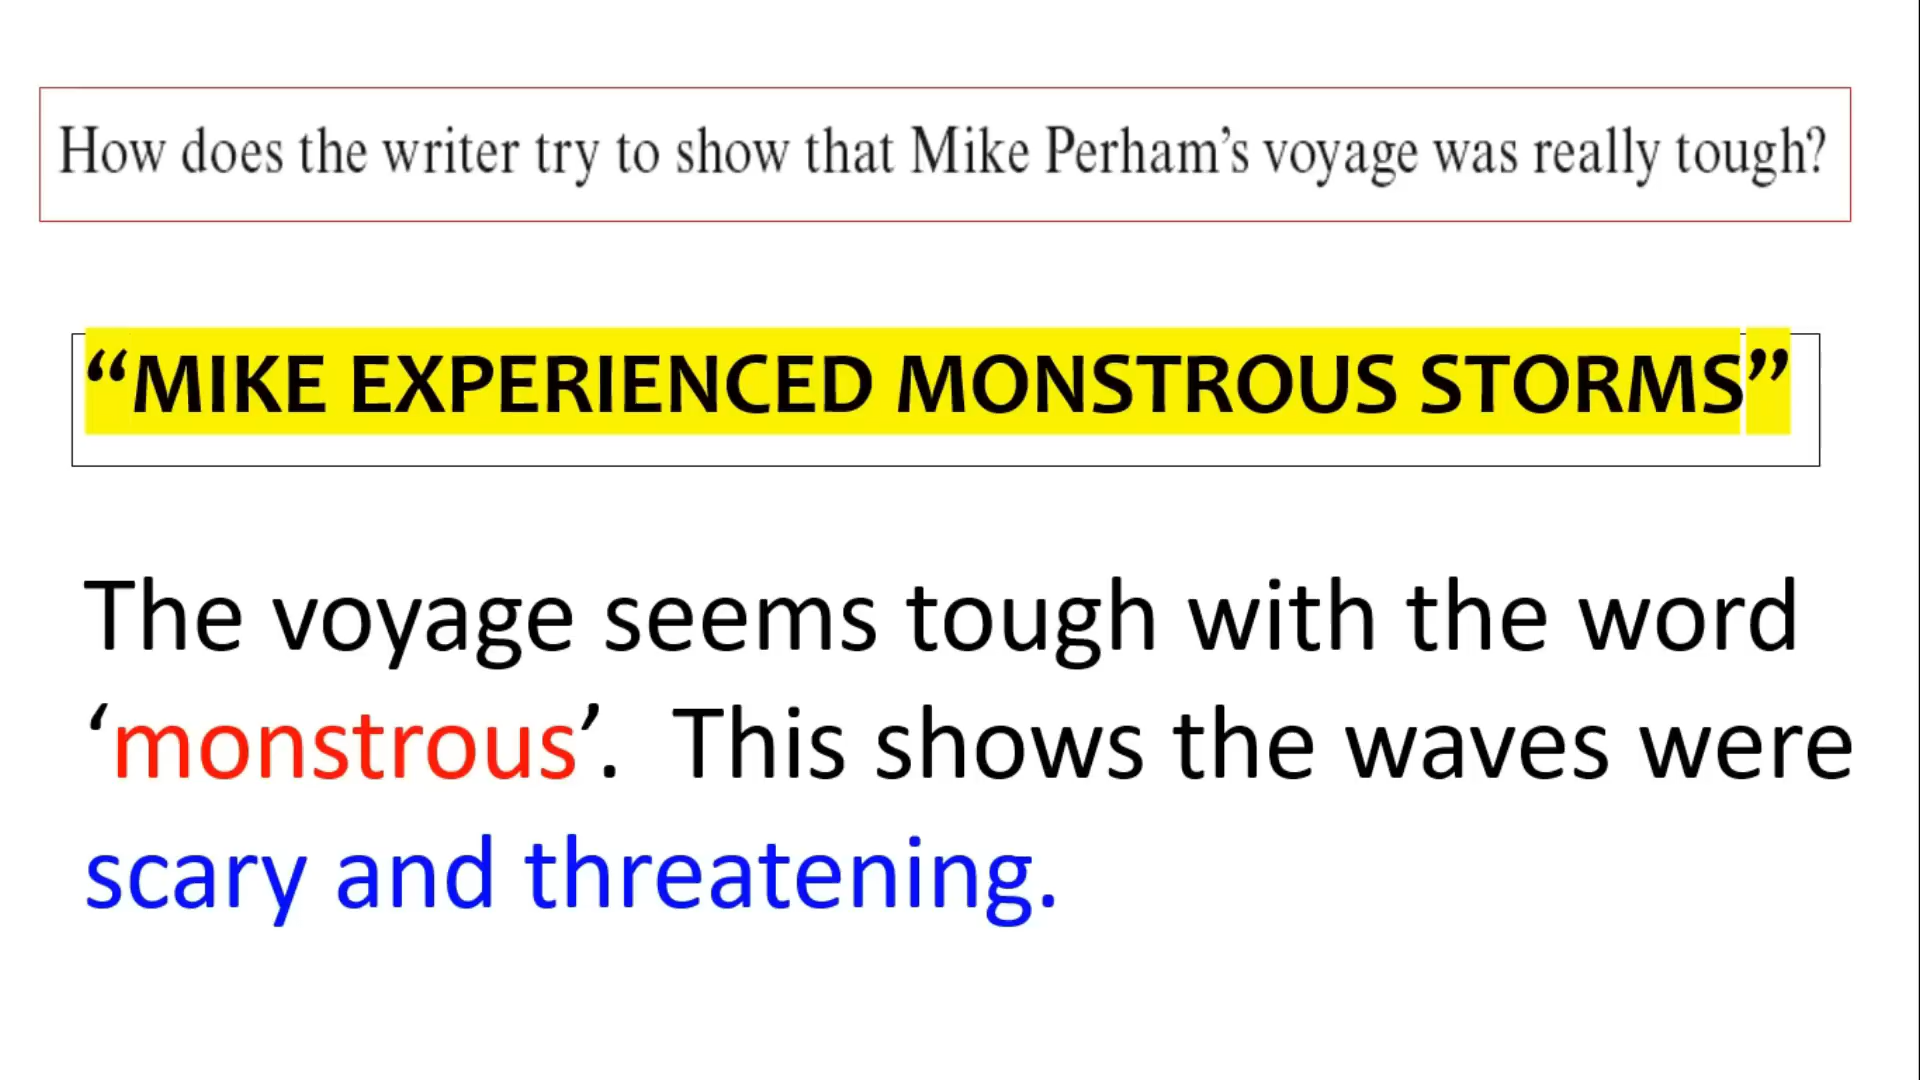 How does the writer try to show that Mike Perham’s voyage was really tough?
“MIKE EXPERIENCED MONSTROUS STORMS”
The voyage seems tough with the word
‘monstrous’.  This shows the waves were
scary and threatening.